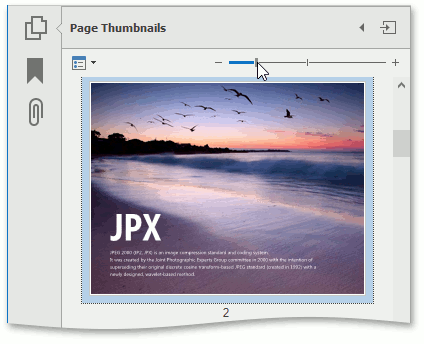 Page Thumbnails
JPX
JPEG 2000 (JP2, JPX) is an image compression standard and coding system.
It was created by the Joint Photographic Experts Group committee in 2000 with the intention of
superseding their original discrete cosine transform-based JPEG standard (created in 1992) with a
newly designed, wavelet-based method.
2